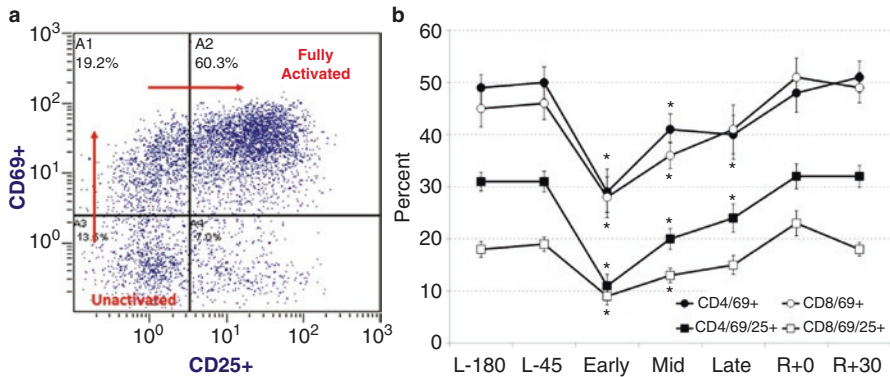 a
CD69+
10³
10²
10¹
10⁰
A1
19.2%
A2
60.3%
Fully
Activated
A3
13.5%
A4
7.0%
Unactivated
10⁰ 10¹ 10² 10³
CD25+
b
Percent
60
50
40
30
20
10
0
* * * * * * * * * * * *
CD4/69+ CD8/69+
CD4/69/25+ CD8/69/25+
L-180 L-45 Early Mid Late R+0 R+30